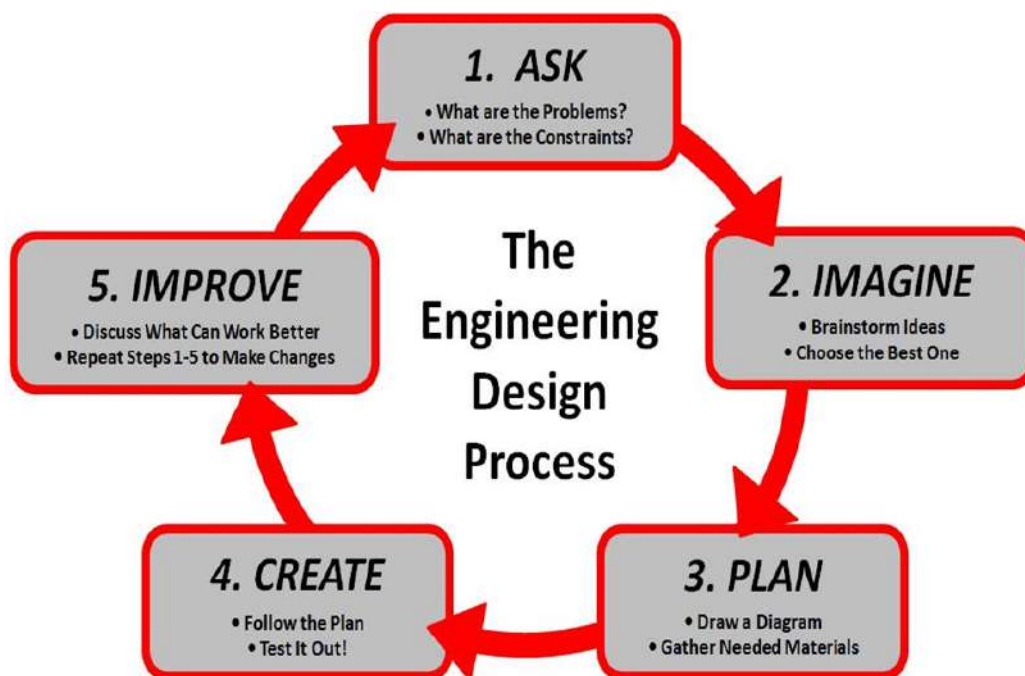 1. ASK
• What are the Problems?
• What are the Constraints?
The
Engineering
Design
Process
2. IMAGINE
• Brainstorm Ideas
• Choose the Best One
3. PLAN
• Draw a Diagram
• Gather Needed Materials
4. CREATE
• Follow the Plan
• Test It Out!
5. IMPROVE
• Discuss What Can Work Better
• Repeat Steps 1-5 to Make Changes